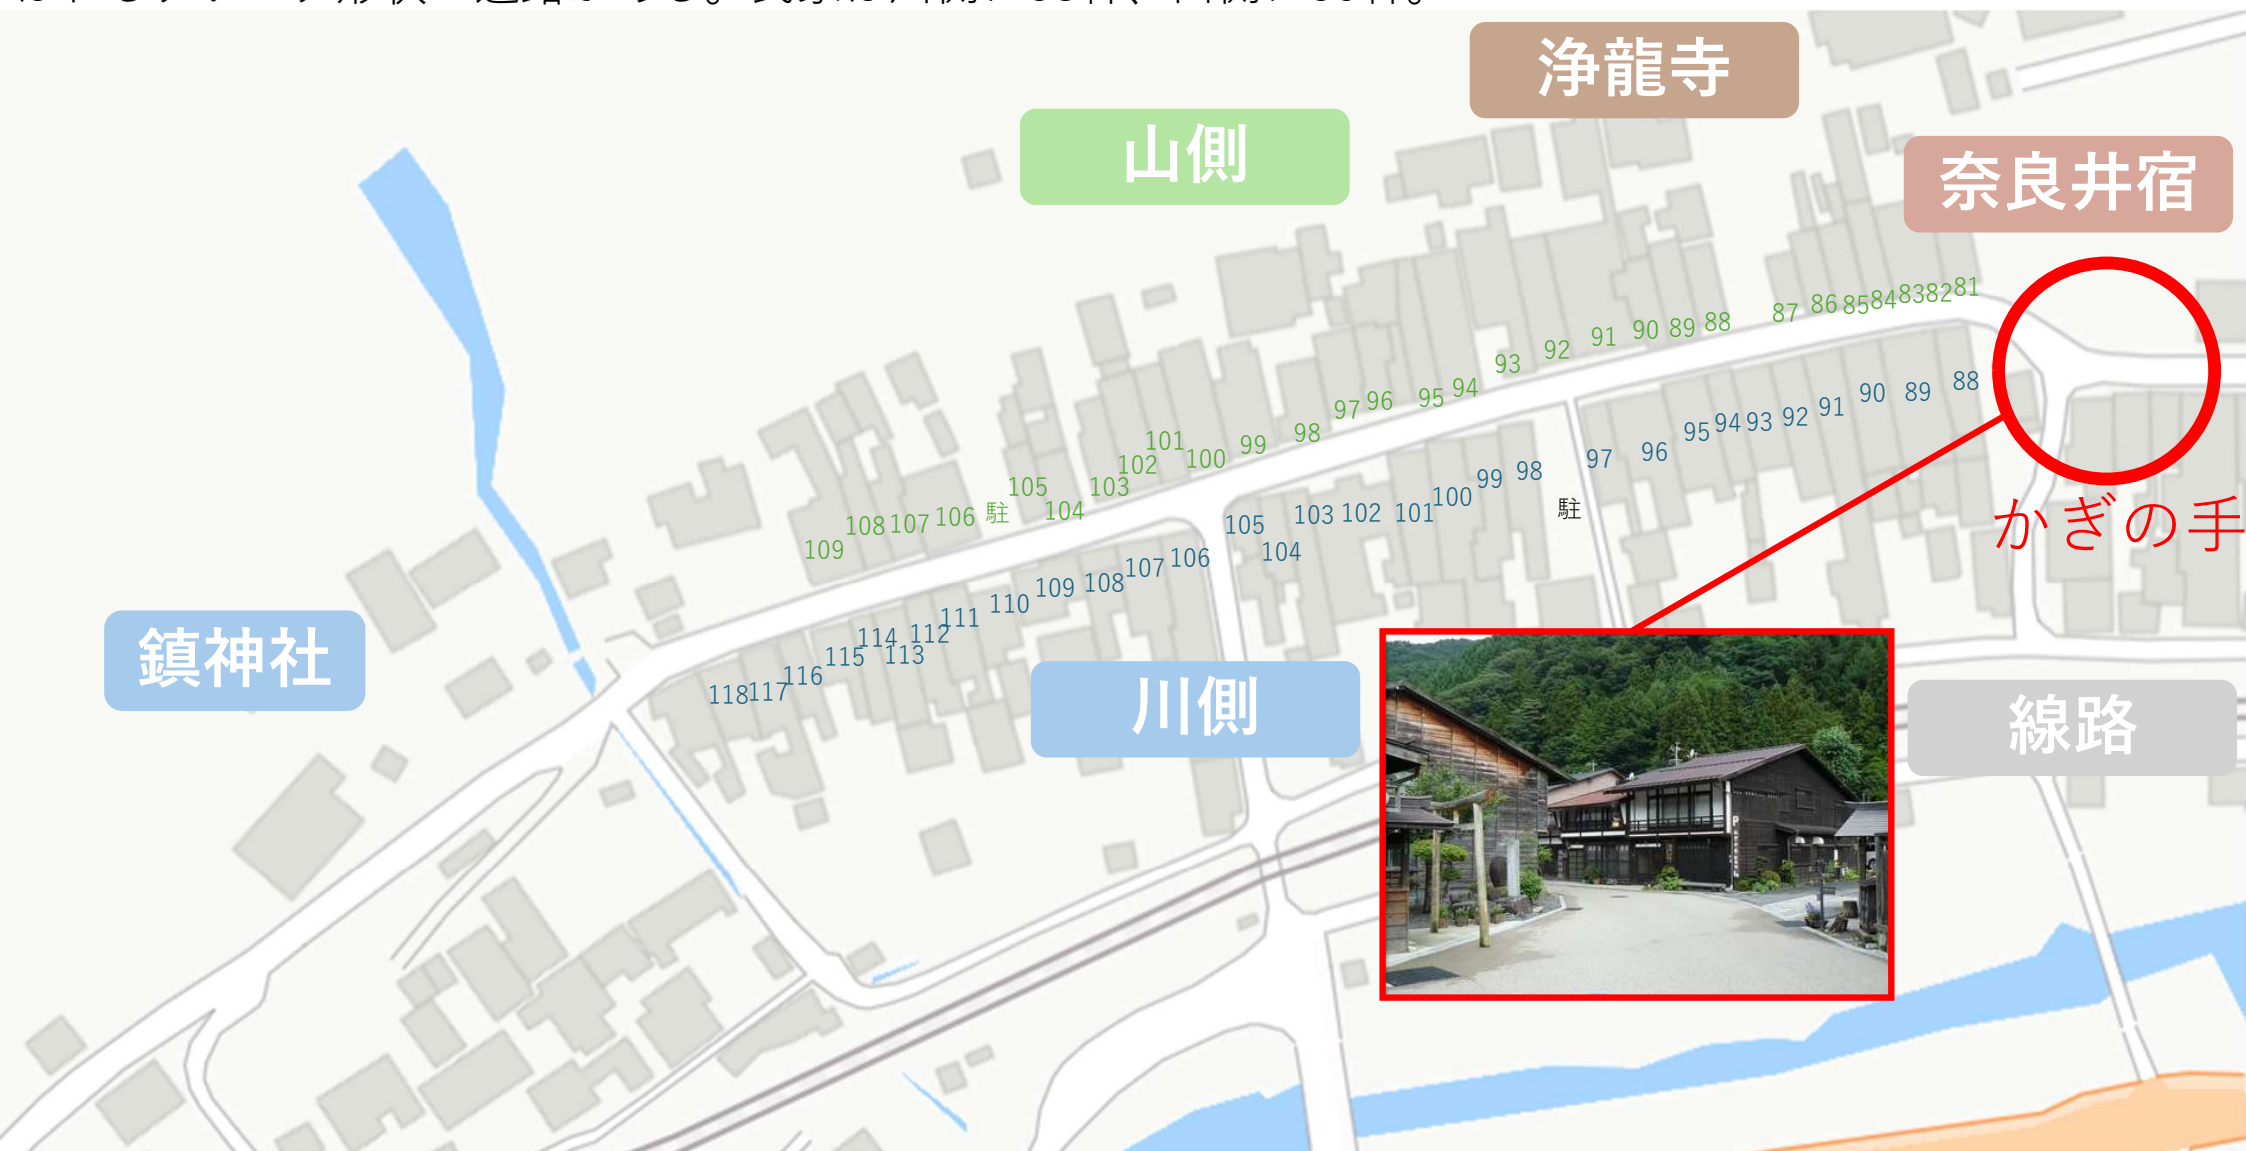 浄龍寺
山側
奈良井宿
109 108 107 106 駐 105 104 103 102 101 100 99 98 97 96 95 94 93 92 91 90 89 88 87 86 85 84 83 82 81
118 117 116 115 114 113 112 111 110 109 108 107 106 105 104 103 102 101 100 99 98 駐 97 96 95 94 93 92 91 90 89 88
かぎの手
鎮神社
川側
線路